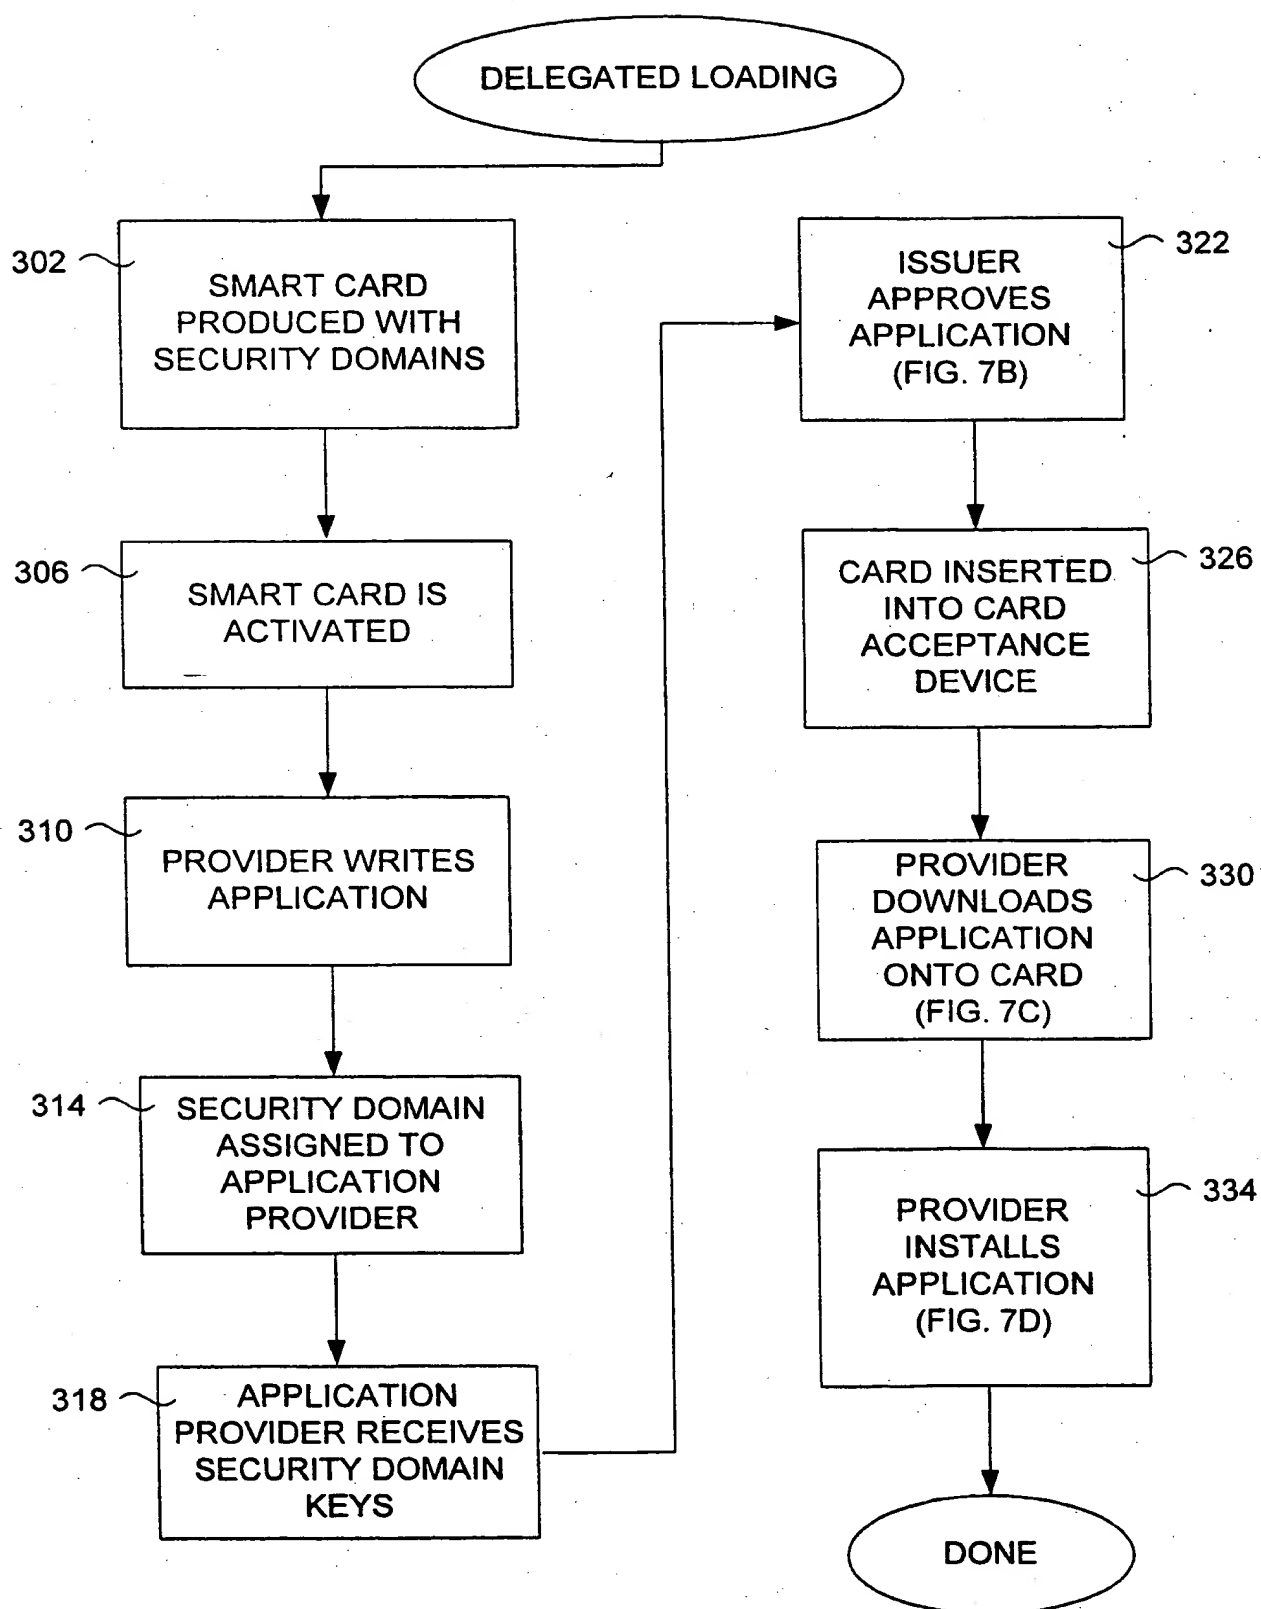 DELEGATED LOADING
302
SMART CARD
PRODUCED WITH
SECURITY DOMAINS
306
SMART CARD IS
ACTIVATED
310
PROVIDER WRITES
APPLICATION
314
SECURITY DOMAIN
ASSIGNED TO
APPLICATION
PROVIDER
318
APPLICATION
PROVIDER RECEIVES
SECURITY DOMAIN
KEYS
322
ISSUER
APPROVES
APPLICATION
(FIG. 7B)
326
CARD INSERTED
INTO CARD
ACCEPTANCE
DEVICE
330
PROVIDER
DOWNLOADS
APPLICATION
ONTO CARD
(FIG. 7C)
334
PROVIDER
INSTALLS
APPLICATION
(FIG. 7D)
DONE